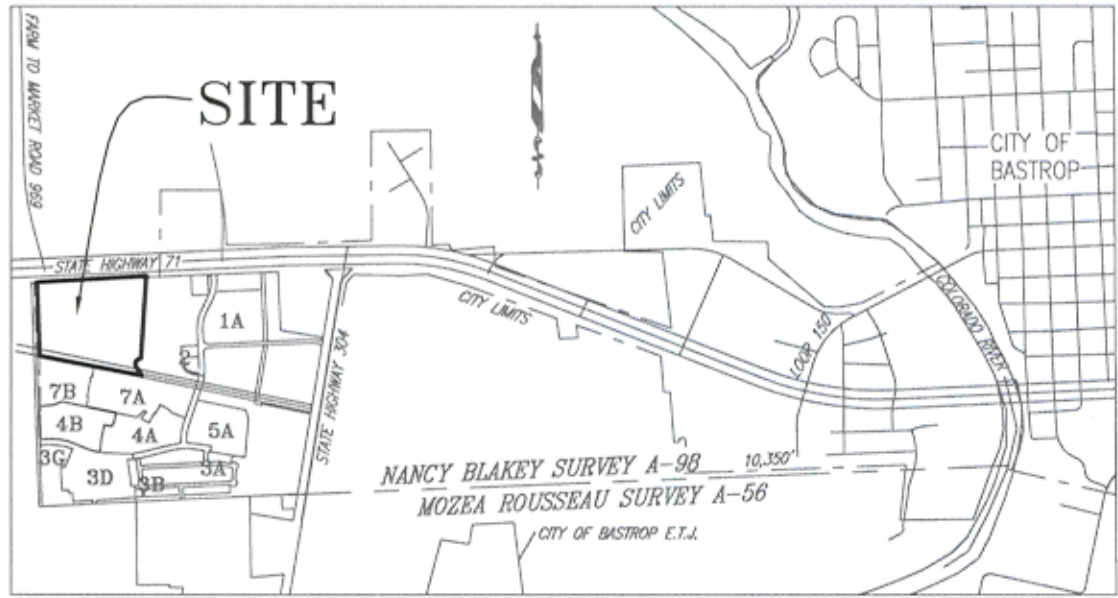 FARM TO MARKET ROAD 969
SITE
CITY OF
BASTROP
CITY LIMITS
STATE HIGHWAY 71
CITY LIMITS
COLORADO RIVER
LOOP 150
STATE HIGHWAY 304
1A
7B
7A
4B
4A
5A
3G
3D
3B
3A
NANCY BLAKEY SURVEY A-98
10,350'
MOZEA ROUSSEAU SURVEY A-56
CITY OF BASTROP E.T.J.